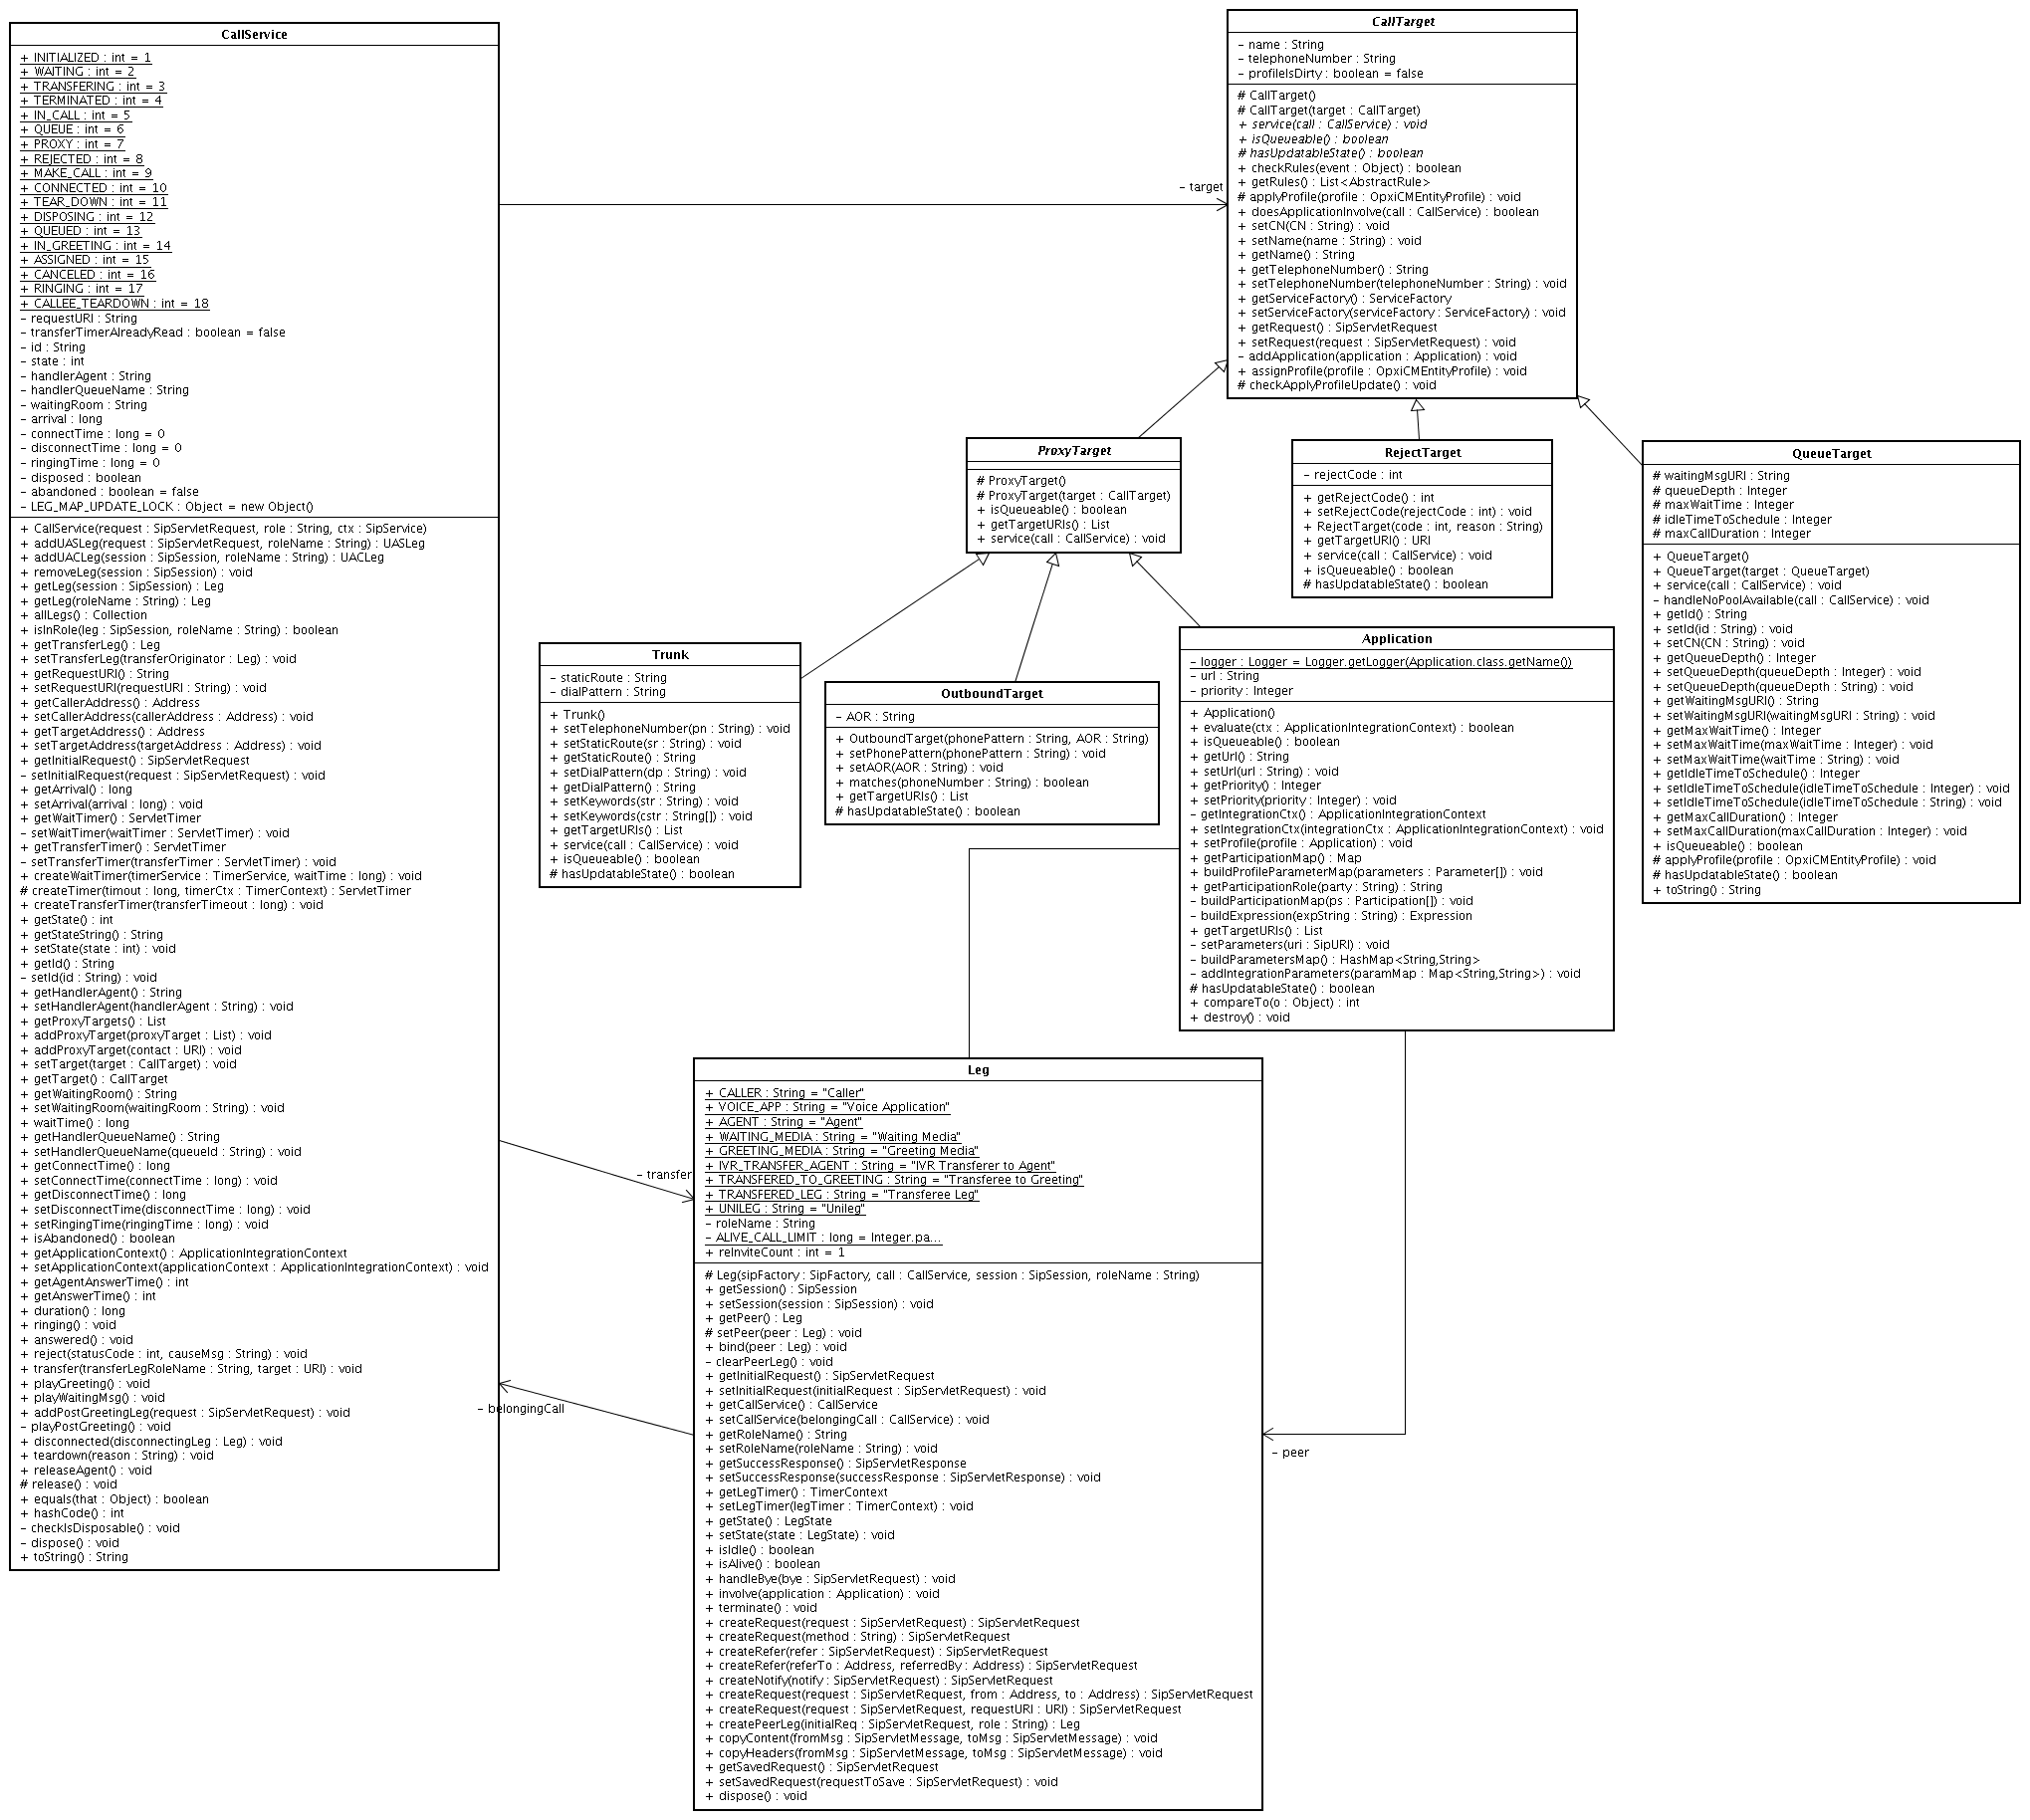 CallService
+ INITIALIZED : int = 1
+ WAITING : int = 2
+ TRANSFERING : int = 3
+ TERMINATED : int = 4
+ IN_CALL : int = 5
+ QUEUE : int = 6
+ PROXY : int = 7
+ REJECTED : int = 8
+ MAKE_CALL : int = 9
+ CONNECTED : int = 10
+ TEAR_DOWN : int = 11
+ DISPOSING : int = 12
+ QUEUED : int = 13
+ IN_GREETING : int = 14
+ ASSIGNED : int = 15
+ CANCELED : int = 16
+ RINGING : int = 17
+ CALLEE_TEARDOWN : int = 18
- requestURI : String
- transferTimerAlreadyRead : boolean = false
- id : String
- state : int
- handlerAgent : String
- handlerQueueName : String
- waitingRoom : String
- arrival : long
- connectTime : long = 0
- disconnectTime : long = 0
- ringingTime : long = 0
- disposed : boolean
- abandoned : boolean = false
- LEG_MAP_UPDATE_LOCK : Object = new Object()
+ CallService(request : SipServletRequest, role : String, ctx : SipService)
+ addUASLeg(request : SipServletRequest, roleName : String) : UASLeg
+ addUACLeg(session : SipSession, roleName : String) : UACLeg
+ removeLeg(session : SipSession) : void
+ getLeg(session : SipSession) : Leg
+ getLeg(roleName : String) : Leg
+ allLegs() : Collection
+ isInRole(leg : SipSession, roleName : String) : boolean
+ getTransferLeg() : Leg
+ setTransferLeg(transferOriginator : Leg) : void
+ getRequestURI() : String
+ setRequestURI(requestURI : String) : void
+ getCallerAddress() : Address
+ setCallerAddress(callerAddress : Address) : void
+ getTargetAddress() : Address
+ setTargetAddress(targetAddress : Address) : void
+ getInitialRequest() : SipServletRequest
- setInitialRequest(request : SipServletRequest) : void
+ getArrival() : long
+ setArrival(arrival : long) : void
+ getWaitTimer() : ServletTimer
- setWaitTimer(waitTimer : ServletTimer) : void
+ getTransferTimer() : ServletTimer
- setTransferTimer(transferTimer : ServletTimer) : void
+ createWaitTimer(timerService : TimerService, waitTime : long) : void
# createTimer(timout : long, timerCtx : TimerContext) : ServletTimer
+ createTransferTimer(transferTimeout : long) : void
+ getState() : int
+ getStateString() : String
+ setState(state : int) : void
+ getId() : String
- setId(id : String) : void
+ getHandlerAgent() : String
+ setHandlerAgent(handlerAgent : String) : void
+ getProxyTargets() : List
+ addProxyTarget(proxyTarget : List) : void
+ addProxyTarget(contact : URI) : void
+ setTarget(target : CallTarget) : void
+ getTarget() : CallTarget
+ getWaitingRoom() : String
+ setWaitingRoom(waitingRoom : String) : void
+ waitTime() : long
+ getHandlerQueueName() : String
+ setHandlerQueueName(queueId : String) : void
+ getConnectTime() : long
+ setConnectTime(connectTime : long) : void
+ getDisconnectTime() : long
+ setDisconnectTime(disconnectTime : long) : void
+ setRingingTime(ringingTime : long) : void
+ isAbandoned() : boolean
+ getApplicationContext() : ApplicationIntegrationContext
+ setApplicationContext(applicationContext : ApplicationIntegrationContext) : void
+ getAgentAnswerTime() : int
+ getAnswerTime() : int
+ duration() : long
+ ringing() : void
+ answered() : void
+ reject(statusCode : int, causeMsg : String) : void
+ transfer(transferLegRoleName : String, target : URI) : void
+ playGreeting() : void
+ playWaitingMsg() : void
+ addPostGreetingLeg(request : SipServletRequest) : void
- playPostGreeting() : void
+ disconnected(disconnectingLeg : Leg) : void
+ teardown(reason : String) : void
+ releaseAgent() : void
# release() : void
+ equals(that : Object) : boolean
+ hashCode() : int
- checkIsDisposable() : void
- dispose() : void
+ toString() : String
- target
- transfer
- belongingCall
- peer
CallTarget
- name : String
- telephoneNumber : String
- profileIsDirty : boolean = false
# CallTarget()
# CallTarget(target : CallTarget)
+ service(call : CallService) : void
+ isQueueable() : boolean
# hasUpdatableState() : boolean
+ checkRules(event : Object) : boolean
+ getRules() : List<AbstractRule>
# applyProfile(profile : OpxiCMEntityProfile) : void
+ doesApplicationInvolve(call : CallService) : boolean
+ setCN(CN : String) : void
+ setName(name : String) : void
+ getName() : String
+ getTelephoneNumber() : String
+ setTelephoneNumber(telephoneNumber : String) : void
+ getServiceFactory() : ServiceFactory
+ setServiceFactory(serviceFactory : ServiceFactory) : void
+ getRequest() : SipServletRequest
+ setRequest(request : SipServletRequest) : void
- addApplication(application : Application) : void
+ assignProfile(profile : OpxiCMEntityProfile) : void
# checkApplyProfileUpdate() : void
ProxyTarget
# ProxyTarget()
# ProxyTarget(target : CallTarget)
+ isQueueable() : boolean
+ getTargetURIs() : List
+ service(call : CallService) : void
RejectTarget
- rejectCode : int
+ getRejectCode() : int
+ setRejectCode(rejectCode : int) : void
+ RejectTarget(code : int, reason : String)
+ getTargetURI() : URI
+ service(call : CallService) : void
+ isQueueable() : boolean
# hasUpdatableState() : boolean
QueueTarget
# waitingMsgURI : String
# queueDepth : Integer
# maxWaitTime : Integer
# idleTimeToSchedule : Integer
# maxCallDuration : Integer
+ QueueTarget()
+ QueueTarget(target : QueueTarget)
+ service(call : CallService) : void
- handleNoPoolAvailable(call : CallService) : void
+ getId() : String
+ setId(id : String) : void
+ setCN(CN : String) : void
+ getQueueDepth() : Integer
+ setQueueDepth(queueDepth : Integer) : void
+ setQueueDepth(queueDepth : String) : void
+ getWaitingMsgURI() : String
+ setWaitingMsgURI(waitingMsgURI : String) : void
+ getMaxWaitTime() : Integer
+ setMaxWaitTime(maxWaitTime : Integer) : void
+ setMaxWaitTime(waitTime : String) : void
+ getIdleTimeToSchedule() : Integer
+ setIdleTimeToSchedule(idleTimeToSchedule : Integer) : void
+ setIdleTimeToSchedule(idleTimeToSchedule : String) : void
+ getMaxCallDuration() : Integer
+ setMaxCallDuration(maxCallDuration : Integer) : void
+ isQueueable() : boolean
# applyProfile(profile : OpxiCMEntityProfile) : void
# hasUpdatableState() : boolean
+ toString() : String
Trunk
- staticRoute : String
- dialPattern : String
+ Trunk()
+ setTelephoneNumber(pn : String) : void
+ setStaticRoute(sr : String) : void
+ getStaticRoute() : String
+ setDialPattern(dp : String) : void
+ getDialPattern() : String
+ setKeywords(str : String) : void
+ setKeywords(cstr : String[]) : void
+ getTargetURIs() : List
+ service(call : CallService) : void
+ isQueueable() : boolean
# hasUpdatableState() : boolean
OutboundTarget
- AOR : String
+ OutboundTarget(phonePattern : String, AOR : String)
+ setPhonePattern(phonePattern : String) : void
+ setAOR(AOR : String) : void
+ matches(phoneNumber : String) : boolean
+ getTargetURIs() : List
# hasUpdatableState() : boolean
Application
- logger : Logger = Logger.getLogger(Application.class.getName())
- url : String
- priority : Integer
+ Application()
+ evaluate(ctx : ApplicationIntegrationContext) : boolean
+ isQueueable() : boolean
+ getUrl() : String
+ setUrl(url : String) : void
+ getPriority() : Integer
+ setPriority(priority : Integer) : void
- getIntegrationCtx() : ApplicationIntegrationContext
+ setIntegrationCtx(integrationCtx : ApplicationIntegrationContext) : void
+ setProfile(profile : Application) : void
+ getParticipationMap() : Map
+ buildProfileParameterMap(parameters : Parameter[]) : void
+ getParticipationRole(party : String) : String
- buildParticipationMap(ps : Participation[]) : void
- buildExpression(expString : String) : Expression
+ getTargetURIs() : List
- setParameters(uri : SipURI) : void
- buildParametersMap() : HashMap<String,String>
- addIntegrationParameters(paramMap : Map<String,String>) : void
# hasUpdatableState() : boolean
+ compareTo(o : Object) : int
+ destroy() : void
Leg
+ CALLER : String = "Caller"
+ VOICE_APP : String = "Voice Application"
+ AGENT : String = "Agent"
+ WAITING_MEDIA : String = "Waiting Media"
+ GREETING_MEDIA : String = "Greeting Media"
+ IVR_TRANSFER_AGENT : String = "IVR Transferer to Agent"
+ TRANSFERED_TO_GREETING : String = "Transferee to Greeting"
+ TRANSFERED_LEG : String = "Transferee Leg"
+ UNILEG : String = "Unileg"
- roleName : String
- ALIVE_CALL_LIMIT : long = Integer.pa...
+ reInviteCount : int = 1
# Leg(sipFactory : SipFactory, call : CallService, session : SipSession, roleName : String)
+ getSession() : SipSession
+ setSession(session : SipSession) : void
+ getPeer() : Leg
# setPeer(peer : Leg) : void
+ bind(peer : Leg) : void
- clearPeerLeg() : void
+ getInitialRequest() : SipServletRequest
+ setInitialRequest(initialRequest : SipServletRequest) : void
+ getCallService() : CallService
+ setCallService(belongingCall : CallService) : void
+ getRoleName() : String
+ setRoleName(roleName : String) : void
+ getSuccessResponse() : SipServletResponse
+ setSuccessResponse(successResponse : SipServletResponse) : void
+ getLegTimer() : TimerContext
+ setLegTimer(legTimer : TimerContext) : void
+ getState() : LegState
+ setState(state : LegState) : void
+ isIdle() : boolean
+ isAlive() : boolean
+ handleBye(bye : SipServletRequest) : void
+ involve(application : Application) : void
+ terminate() : void
+ createRequest(request : SipServletRequest) : SipServletRequest
+ createRequest(method : String) : SipServletRequest
+ createRefer(refer : SipServletRequest) : SipServletRequest
+ createRefer(referTo : Address, referredBy : Address) : SipServletRequest
+ createNotify(notify : SipServletRequest) : SipServletRequest
+ createRequest(request : SipServletRequest, from : Address, to : Address) : SipServletRequest
+ createRequest(request : SipServletRequest, requestURI : URI) : SipServletRequest
+ createPeerLeg(initialReq : SipServletRequest, role : String) : Leg
+ copyContent(fromMsg : SipServletMessage, toMsg : SipServletMessage) : void
+ copyHeaders(fromMsg : SipServletMessage, toMsg : SipServletMessage) : void
+ getSavedRequest() : SipServletRequest
+ setSavedRequest(requestToSave : SipServletRequest) : void
+ dispose() : void